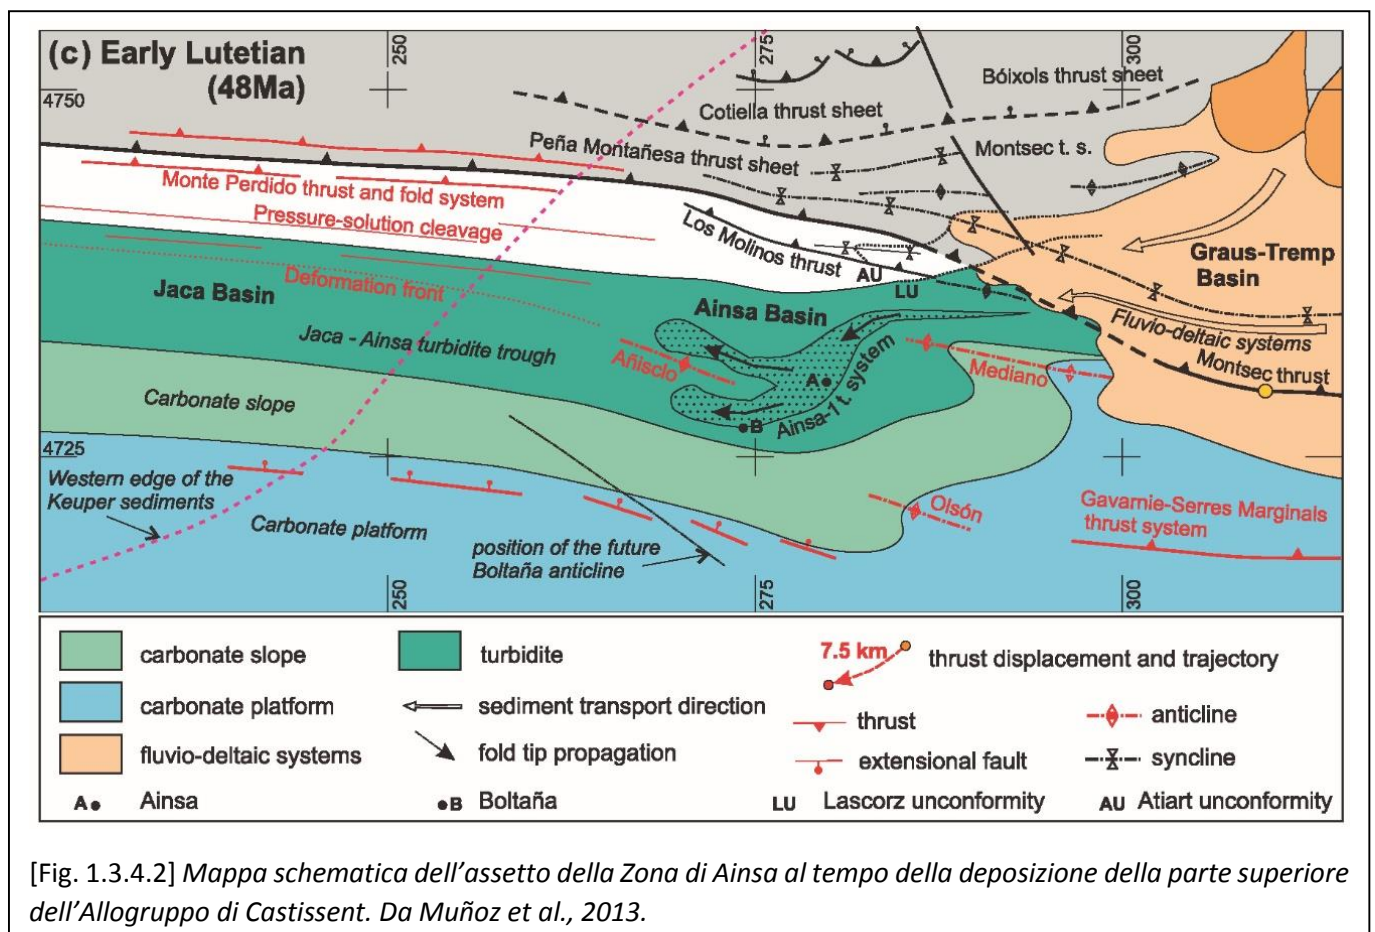 (c) Early Lutetian
(48Ma)
250
275
300
4750
Bóixols thrust sheet
Cotiella thrust sheet
Peña Montañesa thrust sheet
Montsec t. s.
Monte Perdido thrust and fold system
Pressure-solution cleavage
Los Molinos thrust
AU
LU
Graus-Tremp
Basin
Deformation front
Jaca Basin
Ainsa Basin
Fluvio-deltaic systems
Jaca - Ainsa turbidite trough
Añisclo
Mediano
Montsec thrust
A
Ainsa-1 t. system
B
Carbonate slope
4725
Western edge of the
Keuper sediments
Carbonate platform
position of the future
Boltaña anticline
Olsón
Gavarnie-Serres Marginals
thrust system
250
275
300
carbonate slope
turbidite
7.5 km
thrust displacement and trajectory
carbonate platform
sediment transport direction
thrust
anticline
fluvio-deltaic systems
fold tip propagation
extensional fault
syncline
A Ainsa
B Boltaña
LU Lascorz unconformity
AU Atiart unconformity
[Fig. 1.3.4.2] Mappa schematica dell’assetto della Zona di Ainsa al tempo della deposizione della parte superiore
dell’Allogruppo di Castissent. Da Muñoz et al., 2013.